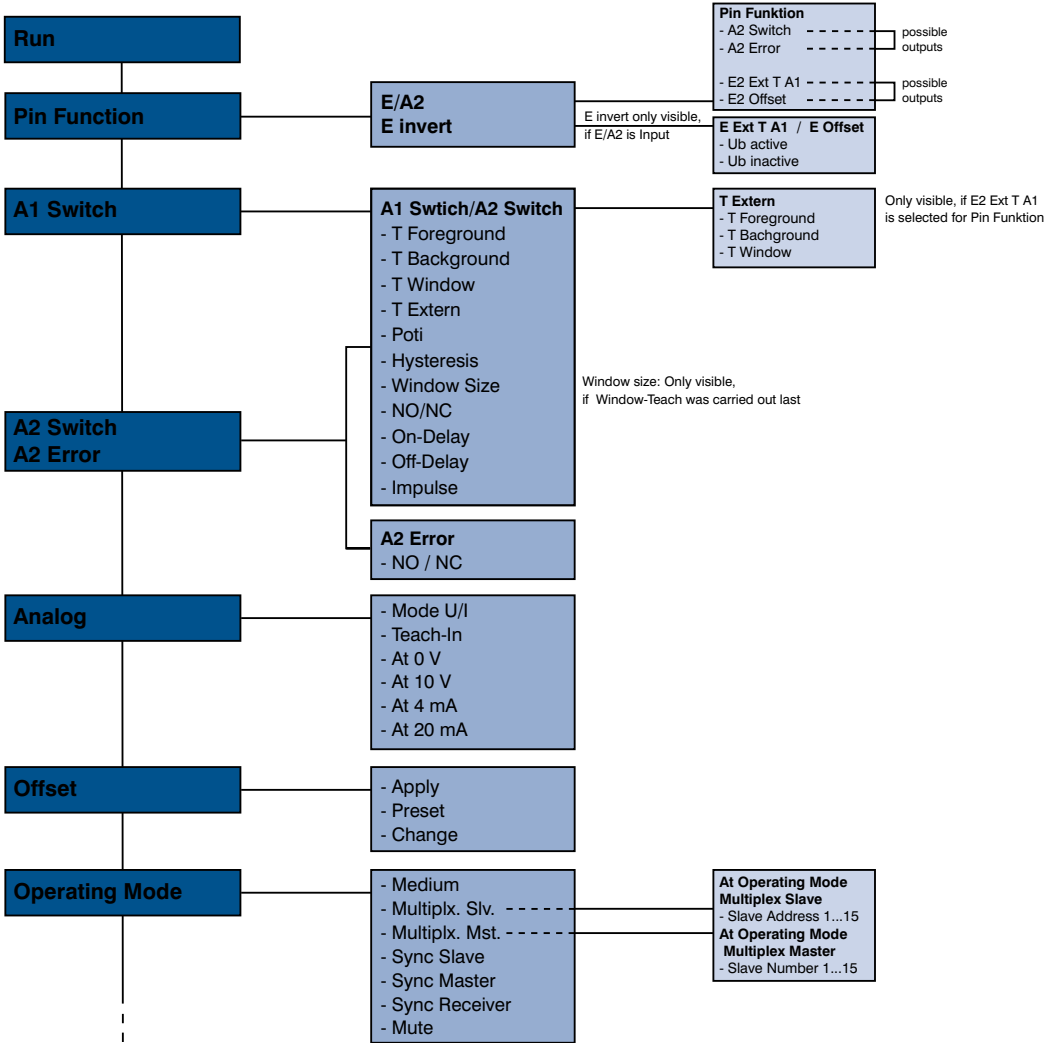 Run
Pin Function
E/A2
E invert
E invert only visible,
if E/A2 is Input
Pin Funktion
- A2 Switch
- A2 Error
possible
outputs
- E2 Ext T A1
- E2 Offset
possible
outputs
E Ext T A1 / E Offset
- Ub active
- Ub inactive
A1 Switch
A1 Swtich/A2 Switch
- T Foreground
- T Background
- T Window
- T Extern
- Poti
- Hysteresis
- Window Size
- NO/NC
- On-Delay
- Off-Delay
- Impulse
T Extern
- T Foreground
- T Bachground
- T Window
Only visible, if E2 Ext T A1
is selected for Pin Funktion
Window size: Only visible,
if Window-Teach was carried out last
A2 Switch
A2 Error
A2 Error
- NO / NC
Analog
- Mode U/I
- Teach-In
- At 0 V
- At 10 V
- At 4 mA
- At 20 mA
Offset
- Apply
- Preset
- Change
Operating Mode
- Medium
- Multiplx. Slv.
- Multiplx. Mst.
- Sync Slave
- Sync Master
- Sync Receiver
- Mute
At Operating Mode
Multiplex Slave
- Slave Address 1...15
At Operating Mode
Multiplex Master
- Slave Number 1...15